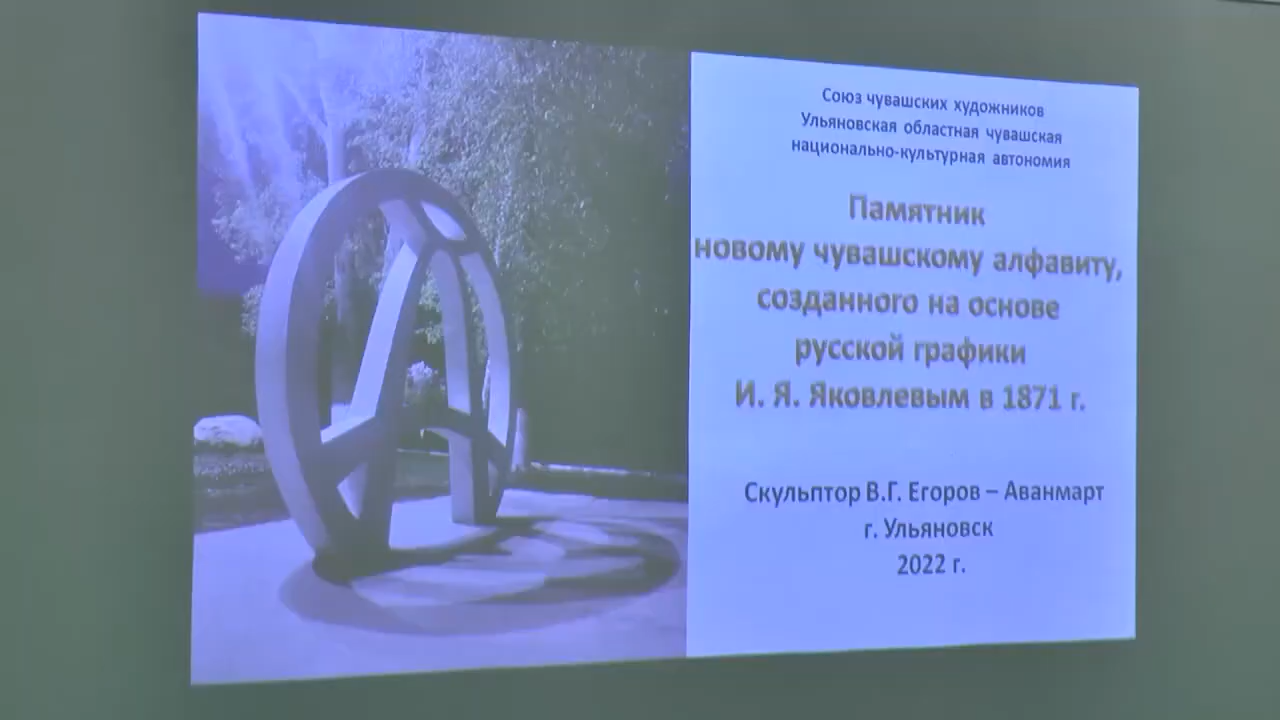 Союз чувашских художников
Ульяновская областная чувашская
национально-культурная автономия
Памятник
новому чувашскому алфавиту,
созданного на основе
русской графики
И. Я. Яковлевым в 1871 г.
Скульптор В.Г. Егоров – Аванмарт
г. Ульяновск
2022 г.